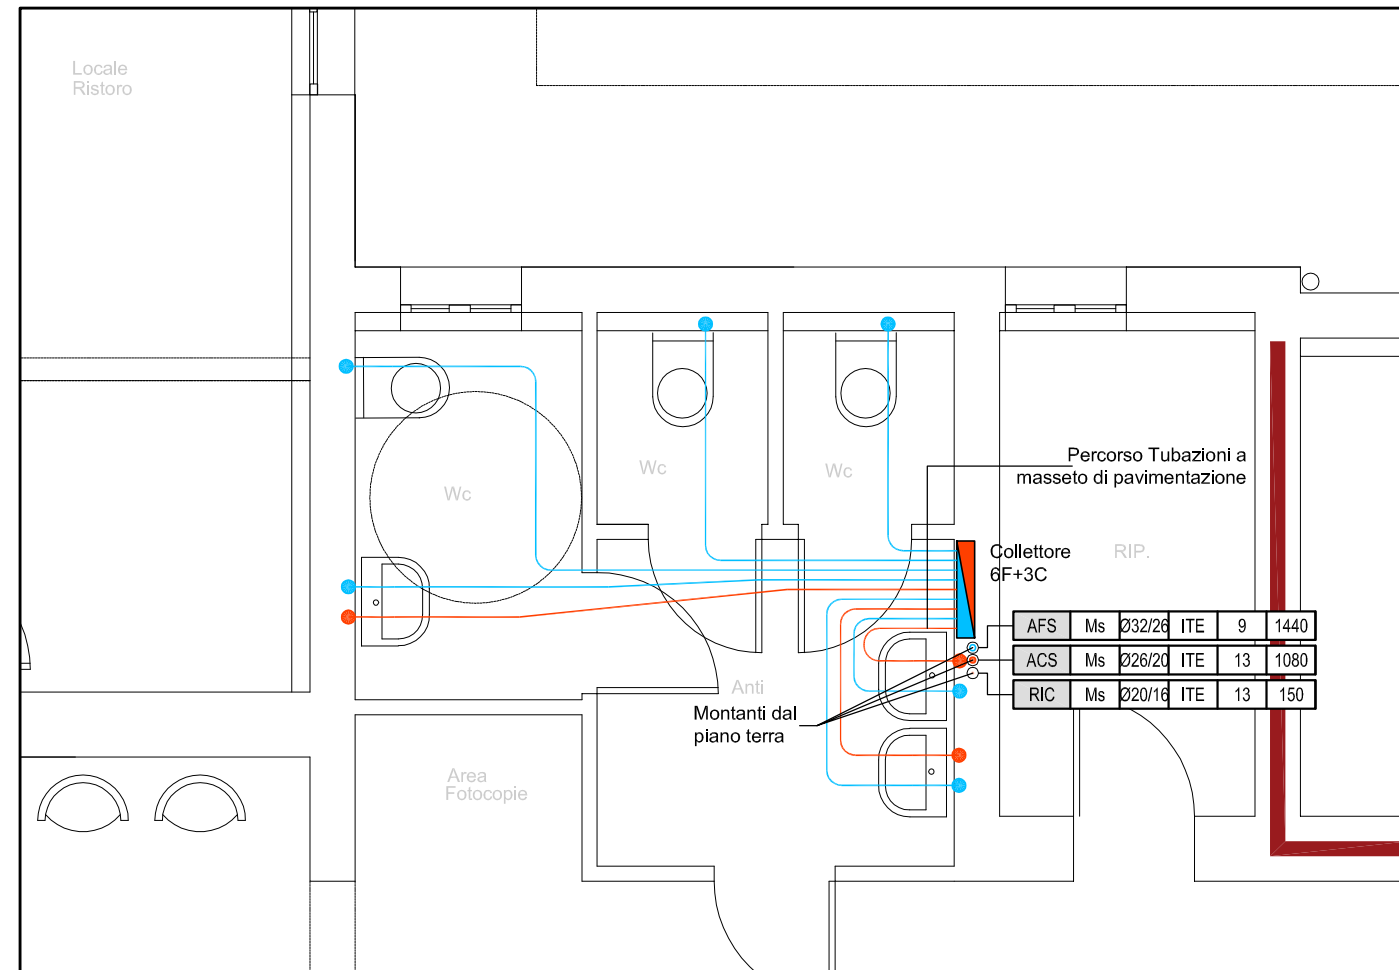 Locale
Ristoro
Wc
Wc
Wc
Percorso Tubazioni a
masseto di pavimentazione
Collettore
6F+3C
RIP.
AFS Ms Ø32/26 ITE 9 1440
ACS Ms Ø26/20 ITE 13 1080
RIC Ms Ø20/16 ITE 13 150
Anti
Montanti dal
piano terra
Area
Fotocopie